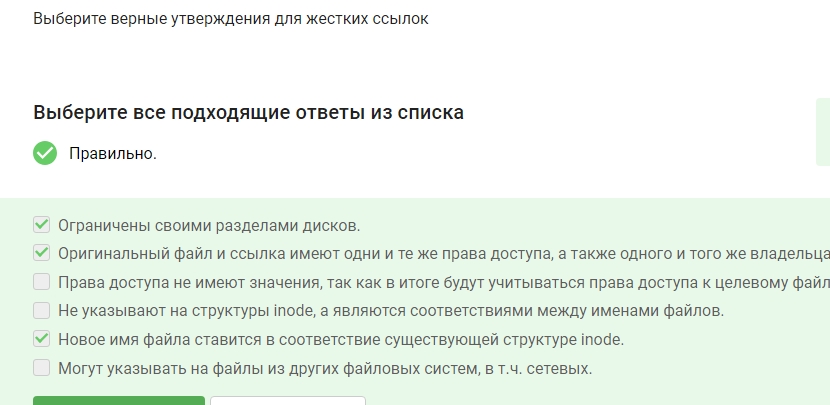 Выберите верные утверждения для жестких ссылок
Выберите все подходящие ответы из списка
Правильно.
Ограничены своими разделами дисков.
Оригинальный файл и ссылка имеют одни и те же права доступа, а также одного и того же владельца
Права доступа не имеют значения, так как в итоге будут учитываться права доступа к целевому файл
Не указывают на структуры inode, а являются соответствиями между именами файлов.
Новое имя файла ставится в соответствие существующей структуре inode.
Могут указывать на файлы из других файловых систем, в т.ч. сетевых.